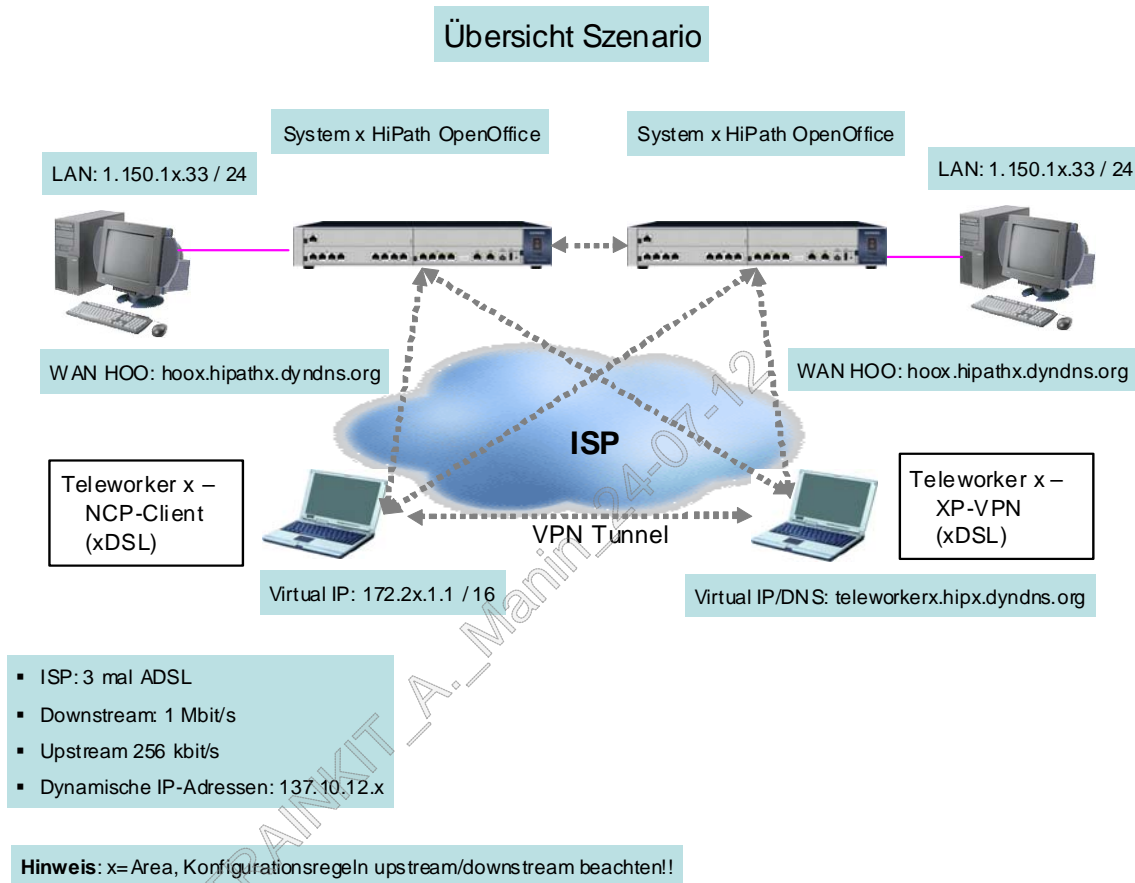 Übersicht Szenario
System x HiPath OpenOffice
System x HiPath OpenOffice
LAN: 1.150.1x.33 / 24
LAN: 1.150.1x.33 / 24
WAN HOO: hoox.hipathx.dyndns.org
WAN HOO: hoox.hipathx.dyndns.org
ISP
Teleworker x –
NCP-Client
(xDSL)
Teleworker x –
XP-VPN
(xDSL)
VPN Tunnel
Virtual IP: 172.2x.1.1 / 16
Virtual IP/DNS: teleworkerx.hipx.dyndns.org
▪ ISP: 3 mal ADSL
▪ Downstream: 1 Mbit/s
▪ Upstream 256 kbit/s
▪ Dynamische IP-Adressen: 137.10.12.x
Hinweis: x= Area, Konfigurationsregeln upstream/downstream beachten!!
TRAINKIT_A._Manin_24-07-12